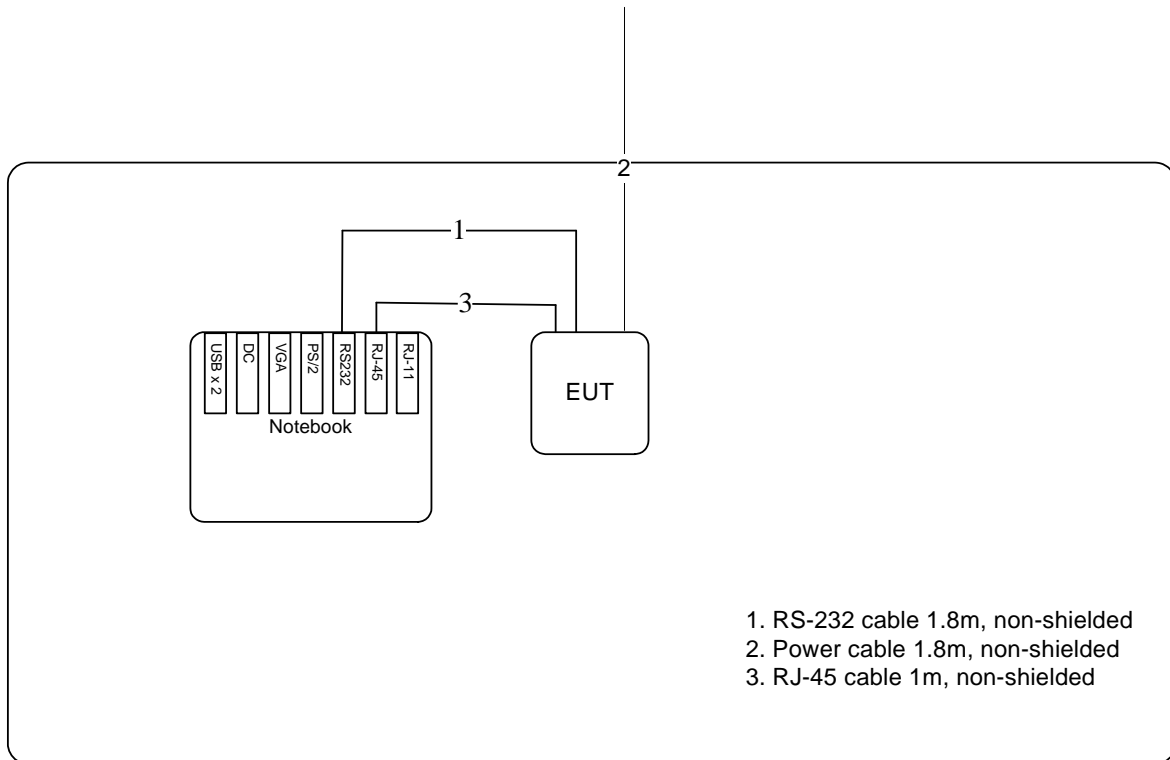 2
1
3
USB x 2
DC
VGA
PS/2
RS232
RJ-45
RJ-11
Notebook
EUT
1. RS-232 cable 1.8m, non-shielded
2. Power cable 1.8m, non-shielded
3. RJ-45 cable 1m, non-shielded